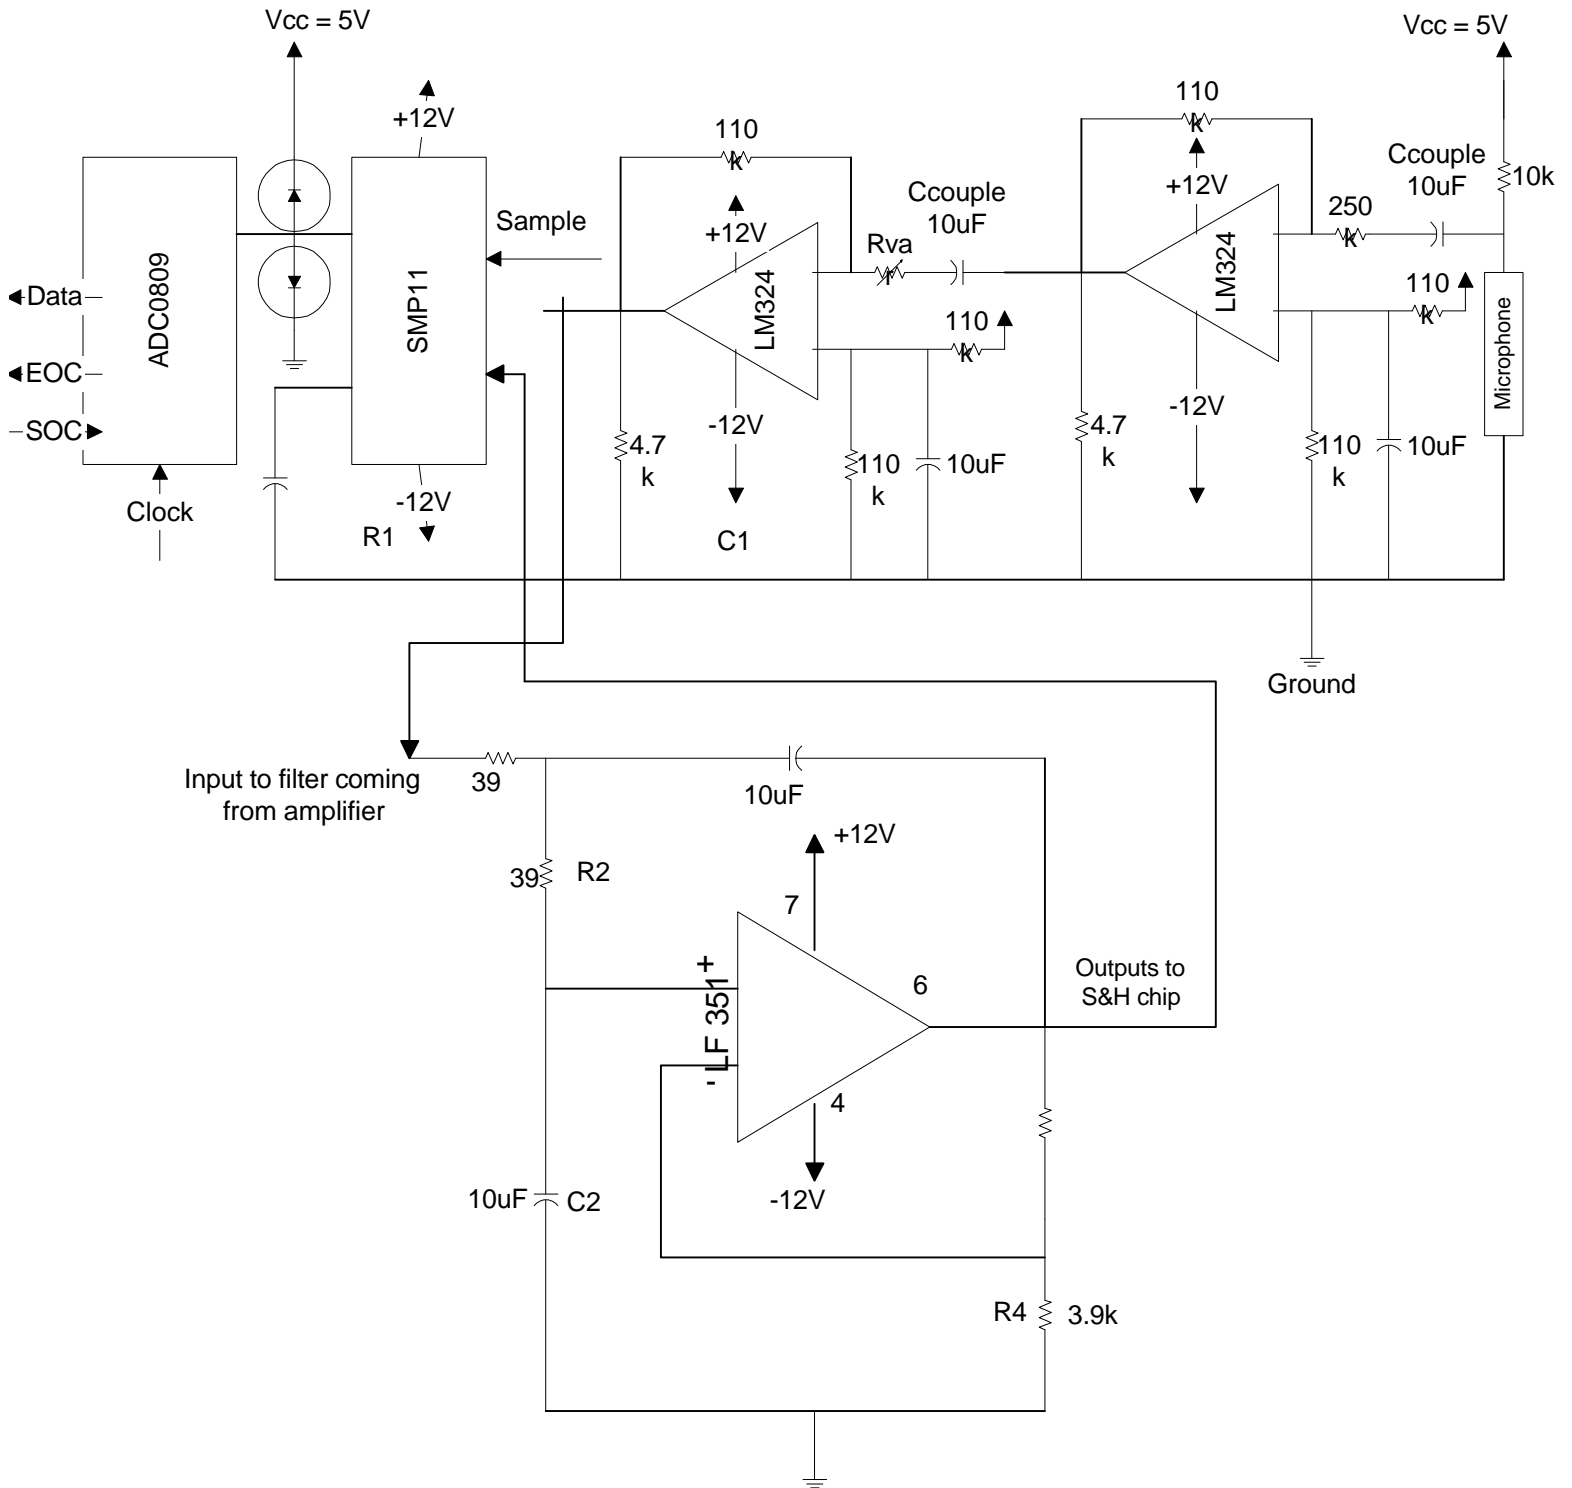 Vcc = 5V
Vcc = 5V
+12V
110
k
110
k
Ccouple
10uF
10k
+12V
250
k
Ccouple
10uF
Sample
+12V
Rva
r
LM324
110
k
Microphone
ADC0809
SMP11
LM324
110
k
Data
EOC
SOC
-12V
-12V
4.7
k
4.7
k
110
k
10uF
110
k
10uF
Clock
-12V
R1
C1
Ground
Input to filter coming
from amplifier
39
10uF
+12V
39
R2
7
LF 351
+
-
6
Outputs to
S&H chip
4
-12V
10uF
C2
R4
3.9k